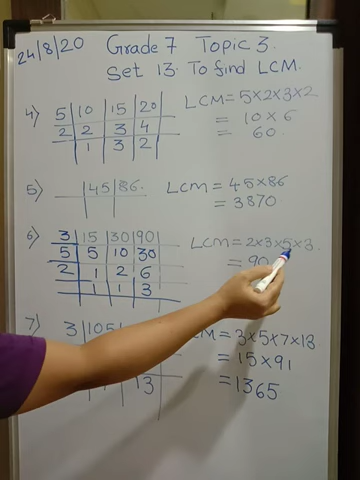 24/8/20 Grade 7 Topic 3.
Set 13. To find LCM.
4) 5 10 15 20 LCM = 5×2×3×2
2 2 3 4 = 10 × 6
1 3 2 = 60.
5) 45 86. LCM = 45×86
= 3870
6) 3 15 30 90 LCM = 2×3×5×3.
5 5 10 30 = 90
2 1 2 6
1 1 3
7) 3 105 = 3×5×7×13
= 15×91
13 = 1365